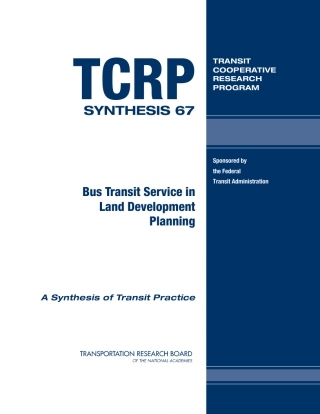 TCRP
SYNTHESIS 67
TRANSIT
COOPERATIVE
RESEARCH
PROGRAM
Sponsored by
the Federal
Transit Administration
Bus Transit Service in
Land Development
Planning
A Synthesis of Transit Practice
TRANSPORTATION RESEARCH BOARD
OF THE NATIONAL ACADEMIES